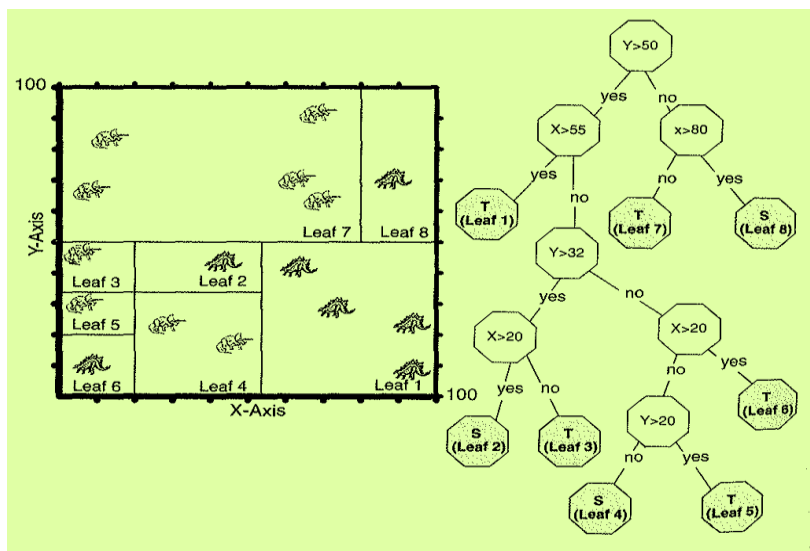 100
Y-Axis
Leaf 7
Leaf 8
Leaf 3
Leaf 2
Leaf 5
Leaf 6
Leaf 4
Leaf 1
100
X-Axis
Y>50
yes
no
X>55
x>80
yes
no
no
yes
T
(Leaf 1)
T
(Leaf 7)
S
(Leaf 8)
Y>32
yes
no
X>20
X>20
yes
no
no
yes
S
(Leaf 2)
T
(Leaf 3)
Y>20
T
(Leaf 6)
no
yes
S
(Leaf 4)
T
(Leaf 5)